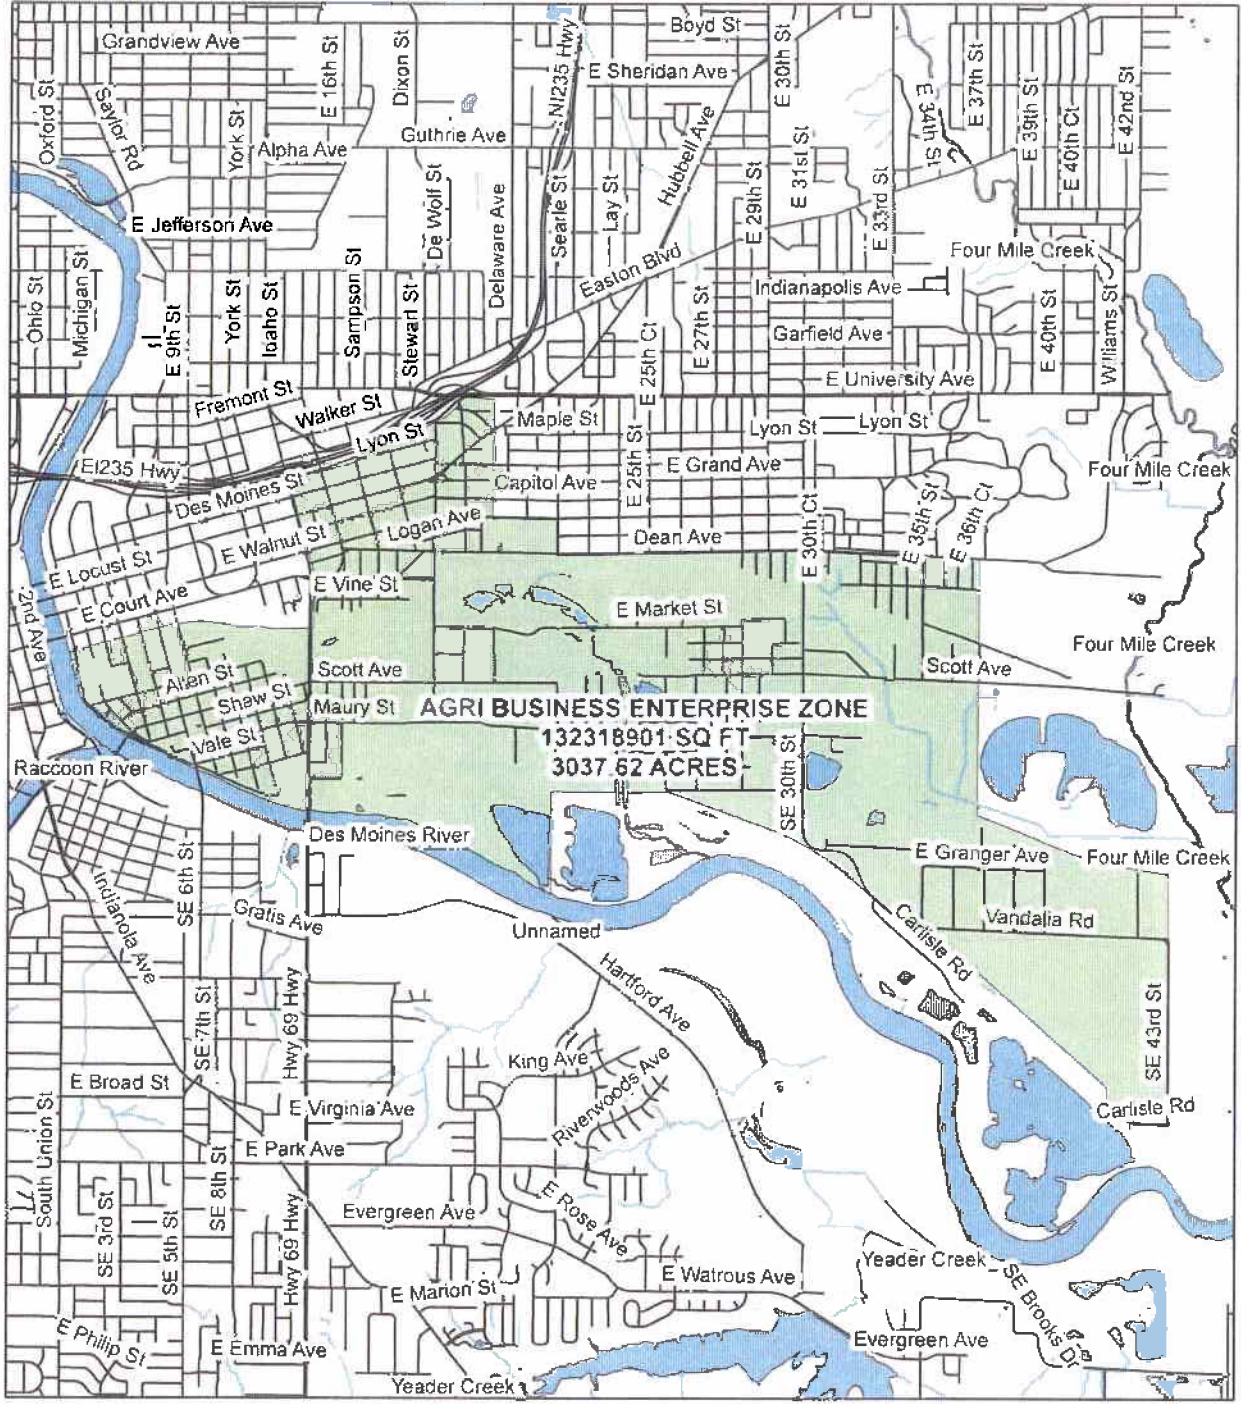 Boyd St
Grandview Ave
E 16th St
Dixon St
NI235 Hwy
E Sheridan Ave
E 30th St
E 37th St
E 39th St
E 40th Ct
E 42nd St
Oxford St
Saylor Rd
York St
Alpha Ave
Guthrie Ave
Hubbell Ave
E 34th St
E 31st St
E 29th St
E 33rd St
E Jefferson Ave
De Wolf St
Delaware Ave
Searle St
Lay St
Easton Blvd
Four Mile Creek
Indianapolis Ave
Garfield Ave
E 40th St
Williams St
Ohio St
Michigan St
E 9th St
York St
Idaho St
Sampson St
Stewart St
E 27th St
E 25th Ct
E University Ave
Fremont St
Walker St
Lyon St
Maple St
Lyon St
Lyon St
EI235 Hwy
Des Moines St
E 25th St
E Grand Ave
Capitol Ave
Four Mile Creek
E Walnut St
Logan Ave
Dean Ave
E 30th Ct
E 35th St
E 36th Ct
E Locust St
E Court Ave
2nd Ave
E Vine St
E Market St
Four Mile Creek
Allen St
Scott Ave
Scott Ave
Shaw St
Maury St
AGRI BUSINESS ENTERPRISE ZONE
132318901 SQ FT
3037.62 ACRES
Vale St
Raccoon River
SE 30th St
Des Moines River
E Granger Ave
Four Mile Creek
Indianola Ave
SE 6th St
Gratis Ave
Unnamed
Vandalia Rd
Carlisle Rd
Hartford Ave
SE 7th St
Hwy 69 Hwy
SE 43rd St
King Ave
Riverwoods Ave
E Broad St
E Virginia Ave
Carlisle Rd
E Park Ave
South Union St
SE 8th St
SE 3rd St
SE 5th St
Hwy 69 Hwy
Evergreen Ave
E Rose Ave
E Watrous Ave
Yeader Creek
SE Brooks Dr
E Marion St
E Philip St
E Emma Ave
Evergreen Ave
Yeader Creek